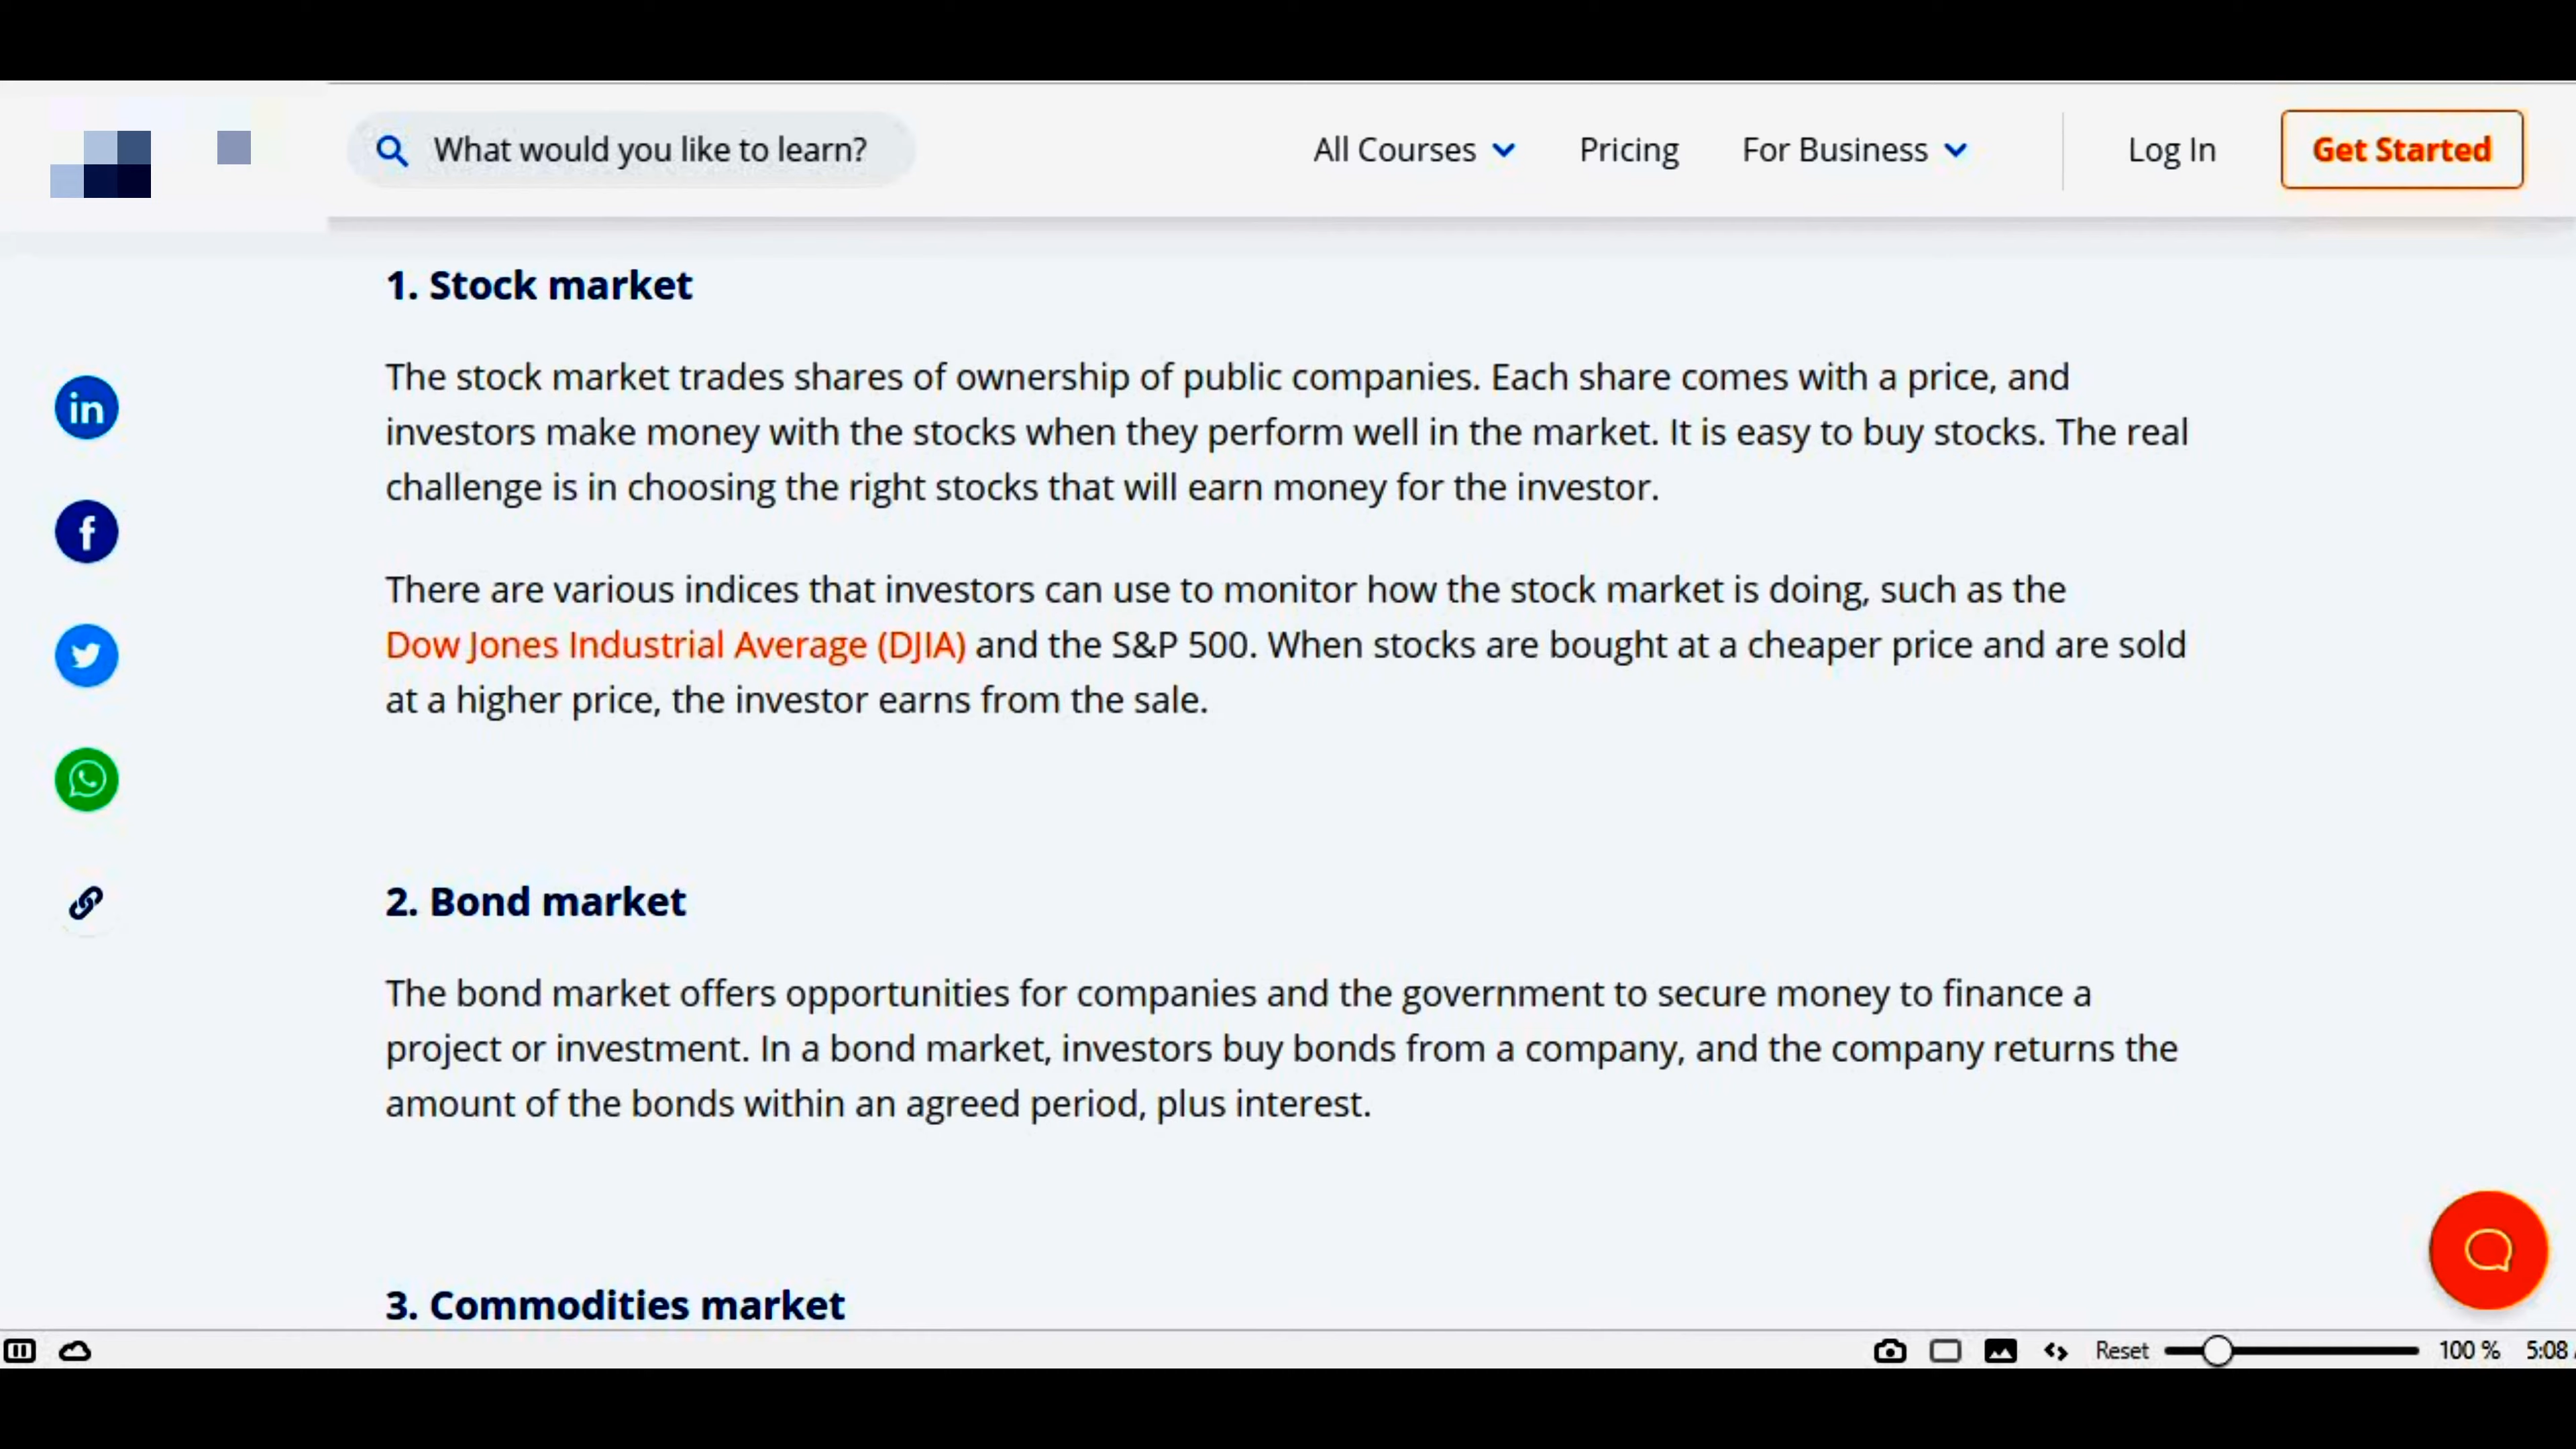 What would you like to learn?
All Courses
Pricing
For Business
Log In
Get Started
1. Stock market
The stock market trades shares of ownership of public companies. Each share comes with a price, and
investors make money with the stocks when they perform well in the market. It is easy to buy stocks. The real
challenge is in choosing the right stocks that will earn money for the investor.
There are various indices that investors can use to monitor how the stock market is doing, such as the
Dow Jones Industrial Average (DJIA) and the S&P 500. When stocks are bought at a cheaper price and are sold
at a higher price, the investor earns from the sale.
2. Bond market
The bond market offers opportunities for companies and the government to secure money to finance a
project or investment. In a bond market, investors buy bonds from a company, and the company returns the
amount of the bonds within an agreed period, plus interest.
3. Commodities market
Reset
100 %
5:08